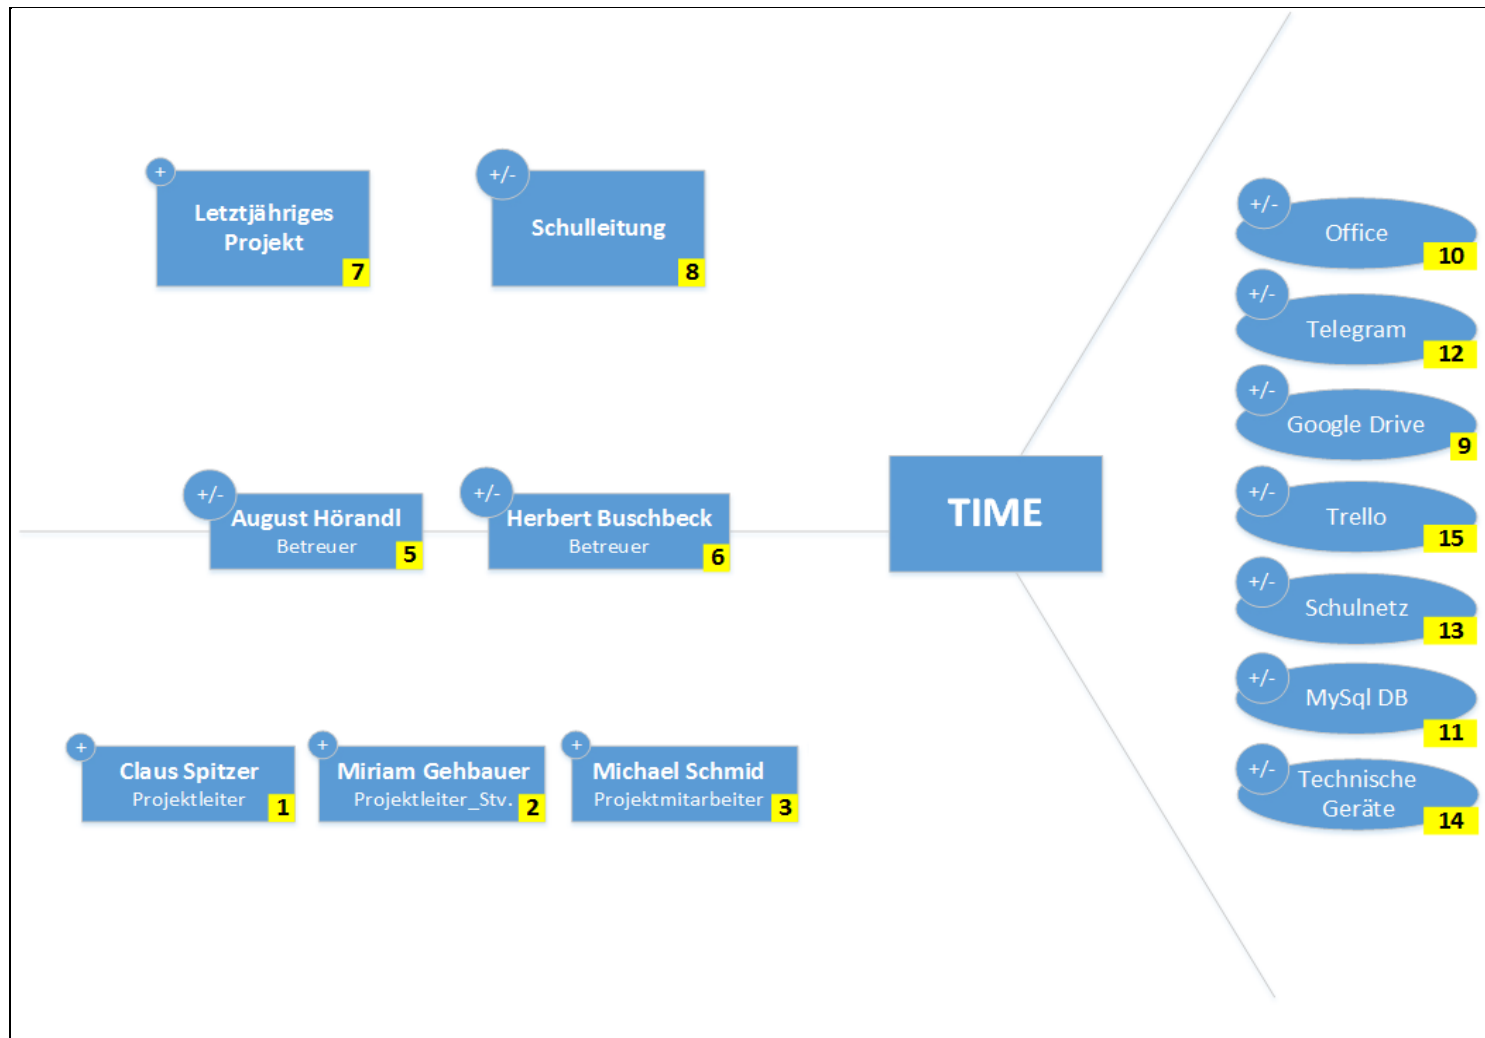 +
Letztjähriges
Projekt
7
+/-
Schulleitung
8
+/-
August Hörandl
Betreuer
5
+/-
Herbert Buschbeck
Betreuer
6
TIME
+
Claus Spitzer
Projektleiter
1
+
Miriam Gehbauer
Projektleiter_Stv.
2
+
Michael Schmid
Projektmitarbeiter
3
+/-
Office
10
+/-
Telegram
12
+/-
Google Drive
9
+/-
Trello
15
+/-
Schulnetz
13
+/-
MySql DB
11
+/-
Technische
Geräte
14